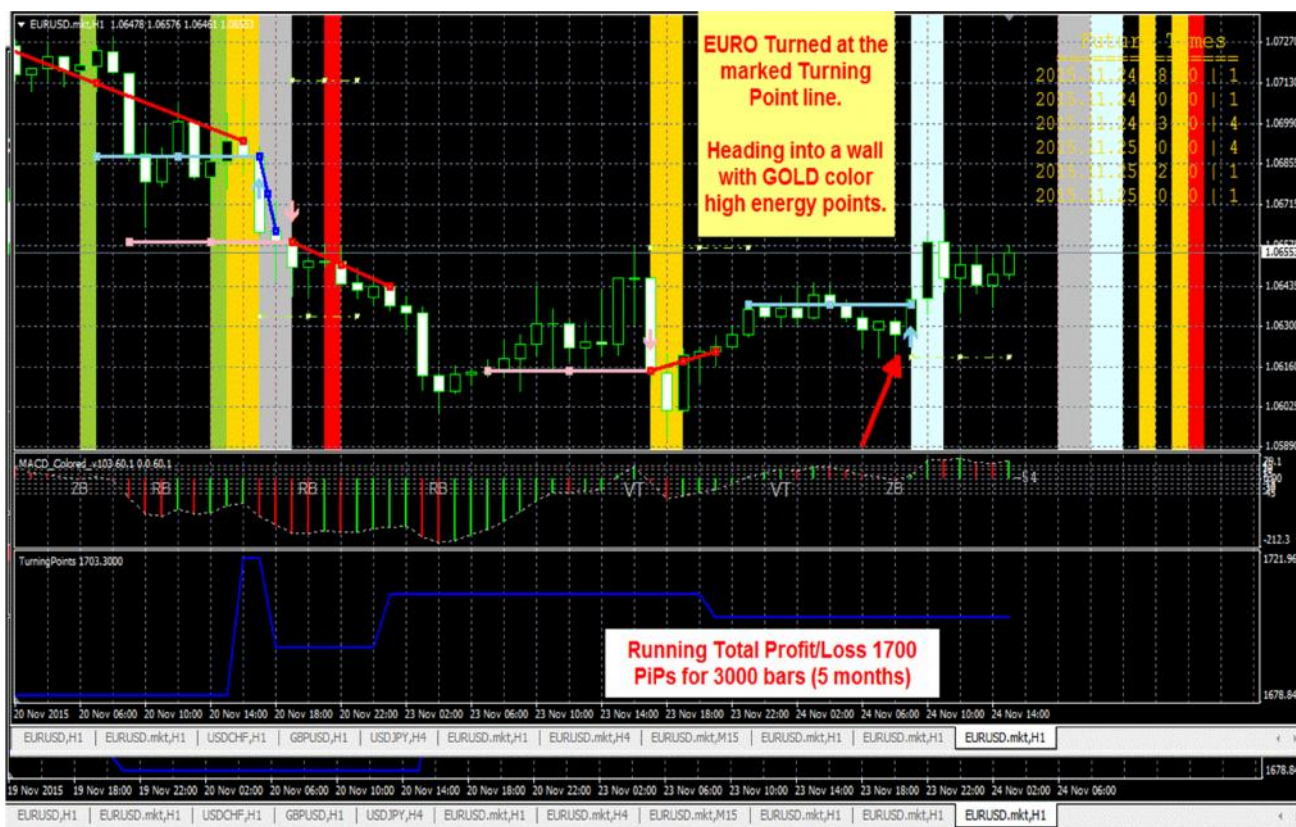 EURUSD.mkt,H1 1.06478 1.06576 1.06461 1.06553
EURO Turned at the
marked Turning
Point line.
Heading into a wall
with GOLD color
high energy points.
Future Times
1.07270
1.07130
1.06990
1.06855
1.06715
1.06575
1.06553
1.06435
1.06300
1.06160
1.06025
1.05890
MACD_Colored_v103 60.1 0.0 60.1
ZB
RB
RB
RB
VT
VT
ZB
-54
-212.3
TurningPoints 1703.3000
1721.96
Running Total Profit/Loss 1700
PiPs for 3000 bars (5 months)
1678.84
20 Nov 2015 20 Nov 06:00 20 Nov 10:00 20 Nov 14:00 20 Nov 18:00 20 Nov 22:00 23 Nov 02:00 23 Nov 06:00 23 Nov 10:00 23 Nov 14:00 23 Nov 18:00 23 Nov 22:00 24 Nov 02:00 24 Nov 06:00 24 Nov 10:00 24 Nov 14:00
EURUSD,H1 EURUSD.mkt,H1 USDCHF,H1 GBPUSD,H1 USDJPY,H4 EURUSD.mkt,H1 EURUSD.mkt,H4 EURUSD.mkt,M15 EURUSD.mkt,H1 EURUSD.mkt,H1 EURUSD.mkt,H1
1678.84
19 Nov 2015 19 Nov 18:00 19 Nov 22:00 20 Nov 02:00 20 Nov 06:00 20 Nov 10:00 20 Nov 14:00 20 Nov 18:00 20 Nov 22:00 23 Nov 02:00 23 Nov 06:00 23 Nov 10:00 23 Nov 14:00 23 Nov 18:00 23 Nov 22:00 24 Nov 02:00 24 Nov 06:00
EURUSD,H1 EURUSD.mkt,H1 USDCHF,H1 GBPUSD,H1 USDJPY,H4 EURUSD.mkt,H1 EURUSD.mkt,H4 EURUSD.mkt,M15 EURUSD.mkt,H1 EURUSD.mkt,H1 EURUSD.mkt,H1